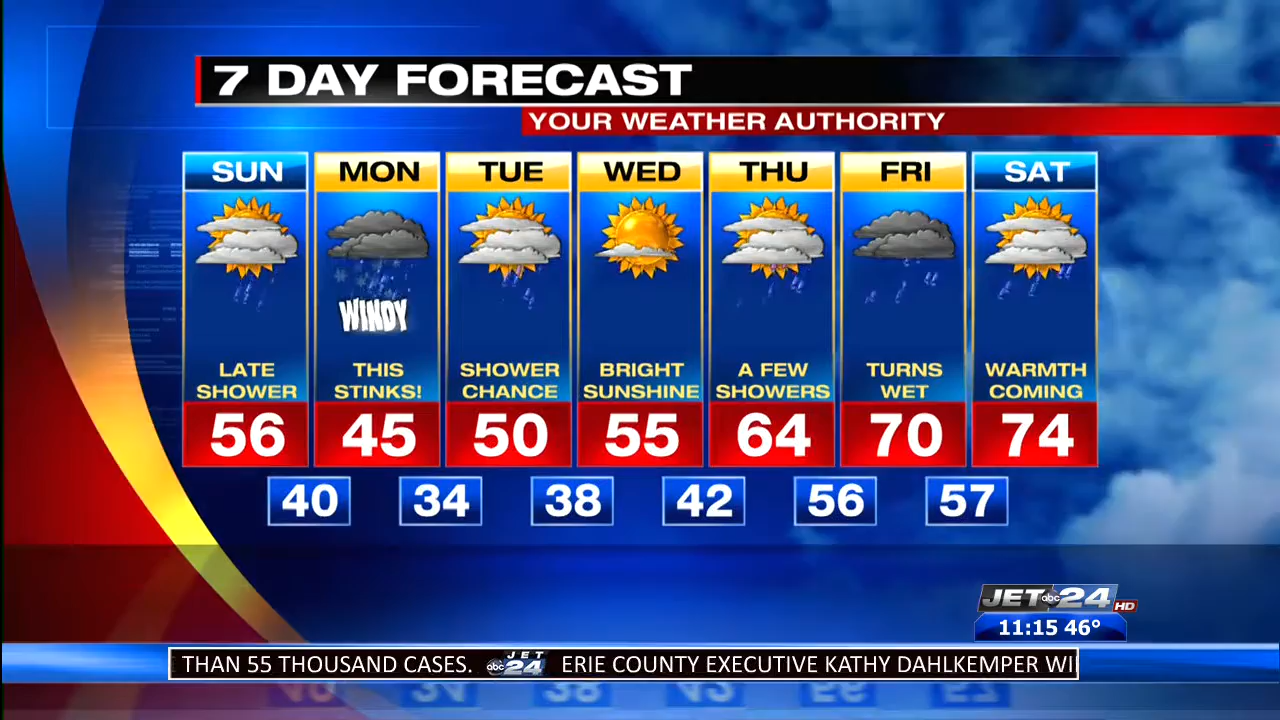 7 DAY FORECAST
YOUR WEATHER AUTHORITY
SUN MON TUE WED THU FRI SAT
WINDY
LATE SHOWER
THIS STINKS!
SHOWER CHANCE
BRIGHT SUNSHINE
A FEW SHOWERS
TURNS WET
WARMTH COMING
56 45 50 55 64 70 74
40 34 38 42 56 57
JET abc 24 HD
11:15 46°
THAN 55 THOUSAND CASES. JET abc 24 ERIE COUNTY EXECUTIVE KATHY DAHLKEMPER WI